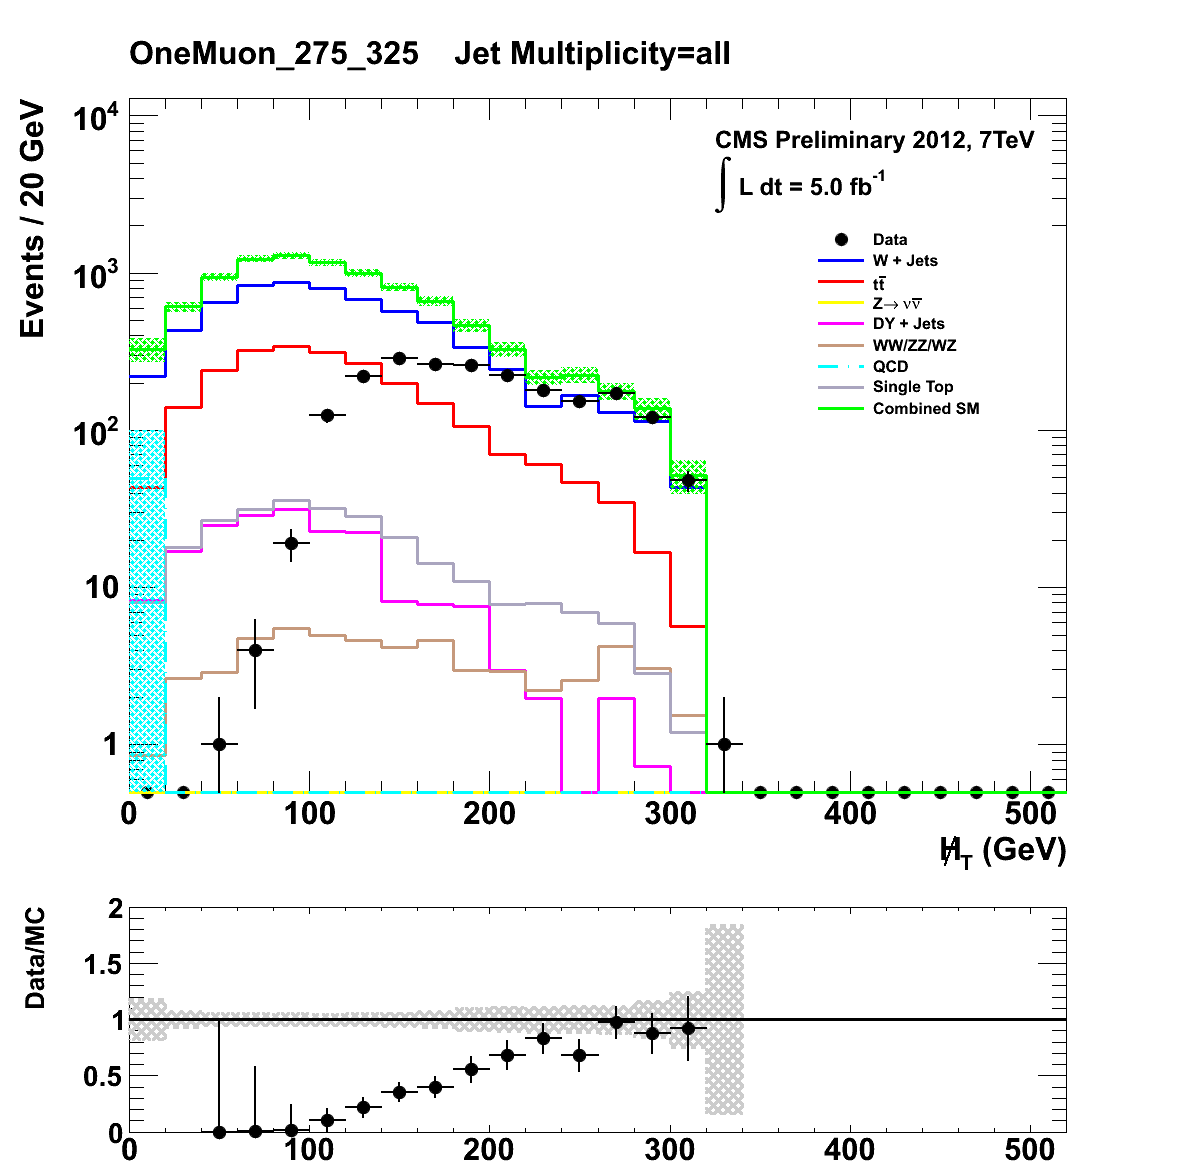 OneMuon_275_325 Jet Multiplicity=all
Events / 20 GeV
10⁴
10³
10²
10
1
CMS Preliminary 2012, 7TeV
∫ L dt = 5.0 fb⁻¹
Data
W + Jets
tt̅
Z→ νν̅
DY + Jets
WW/ZZ/WZ
QCD
Single Top
Combined SM
0 100 200 300 400 500
H̸_T (GeV)
Data/MC
2
1.5
1
0.5
0
0 100 200 300 400 500